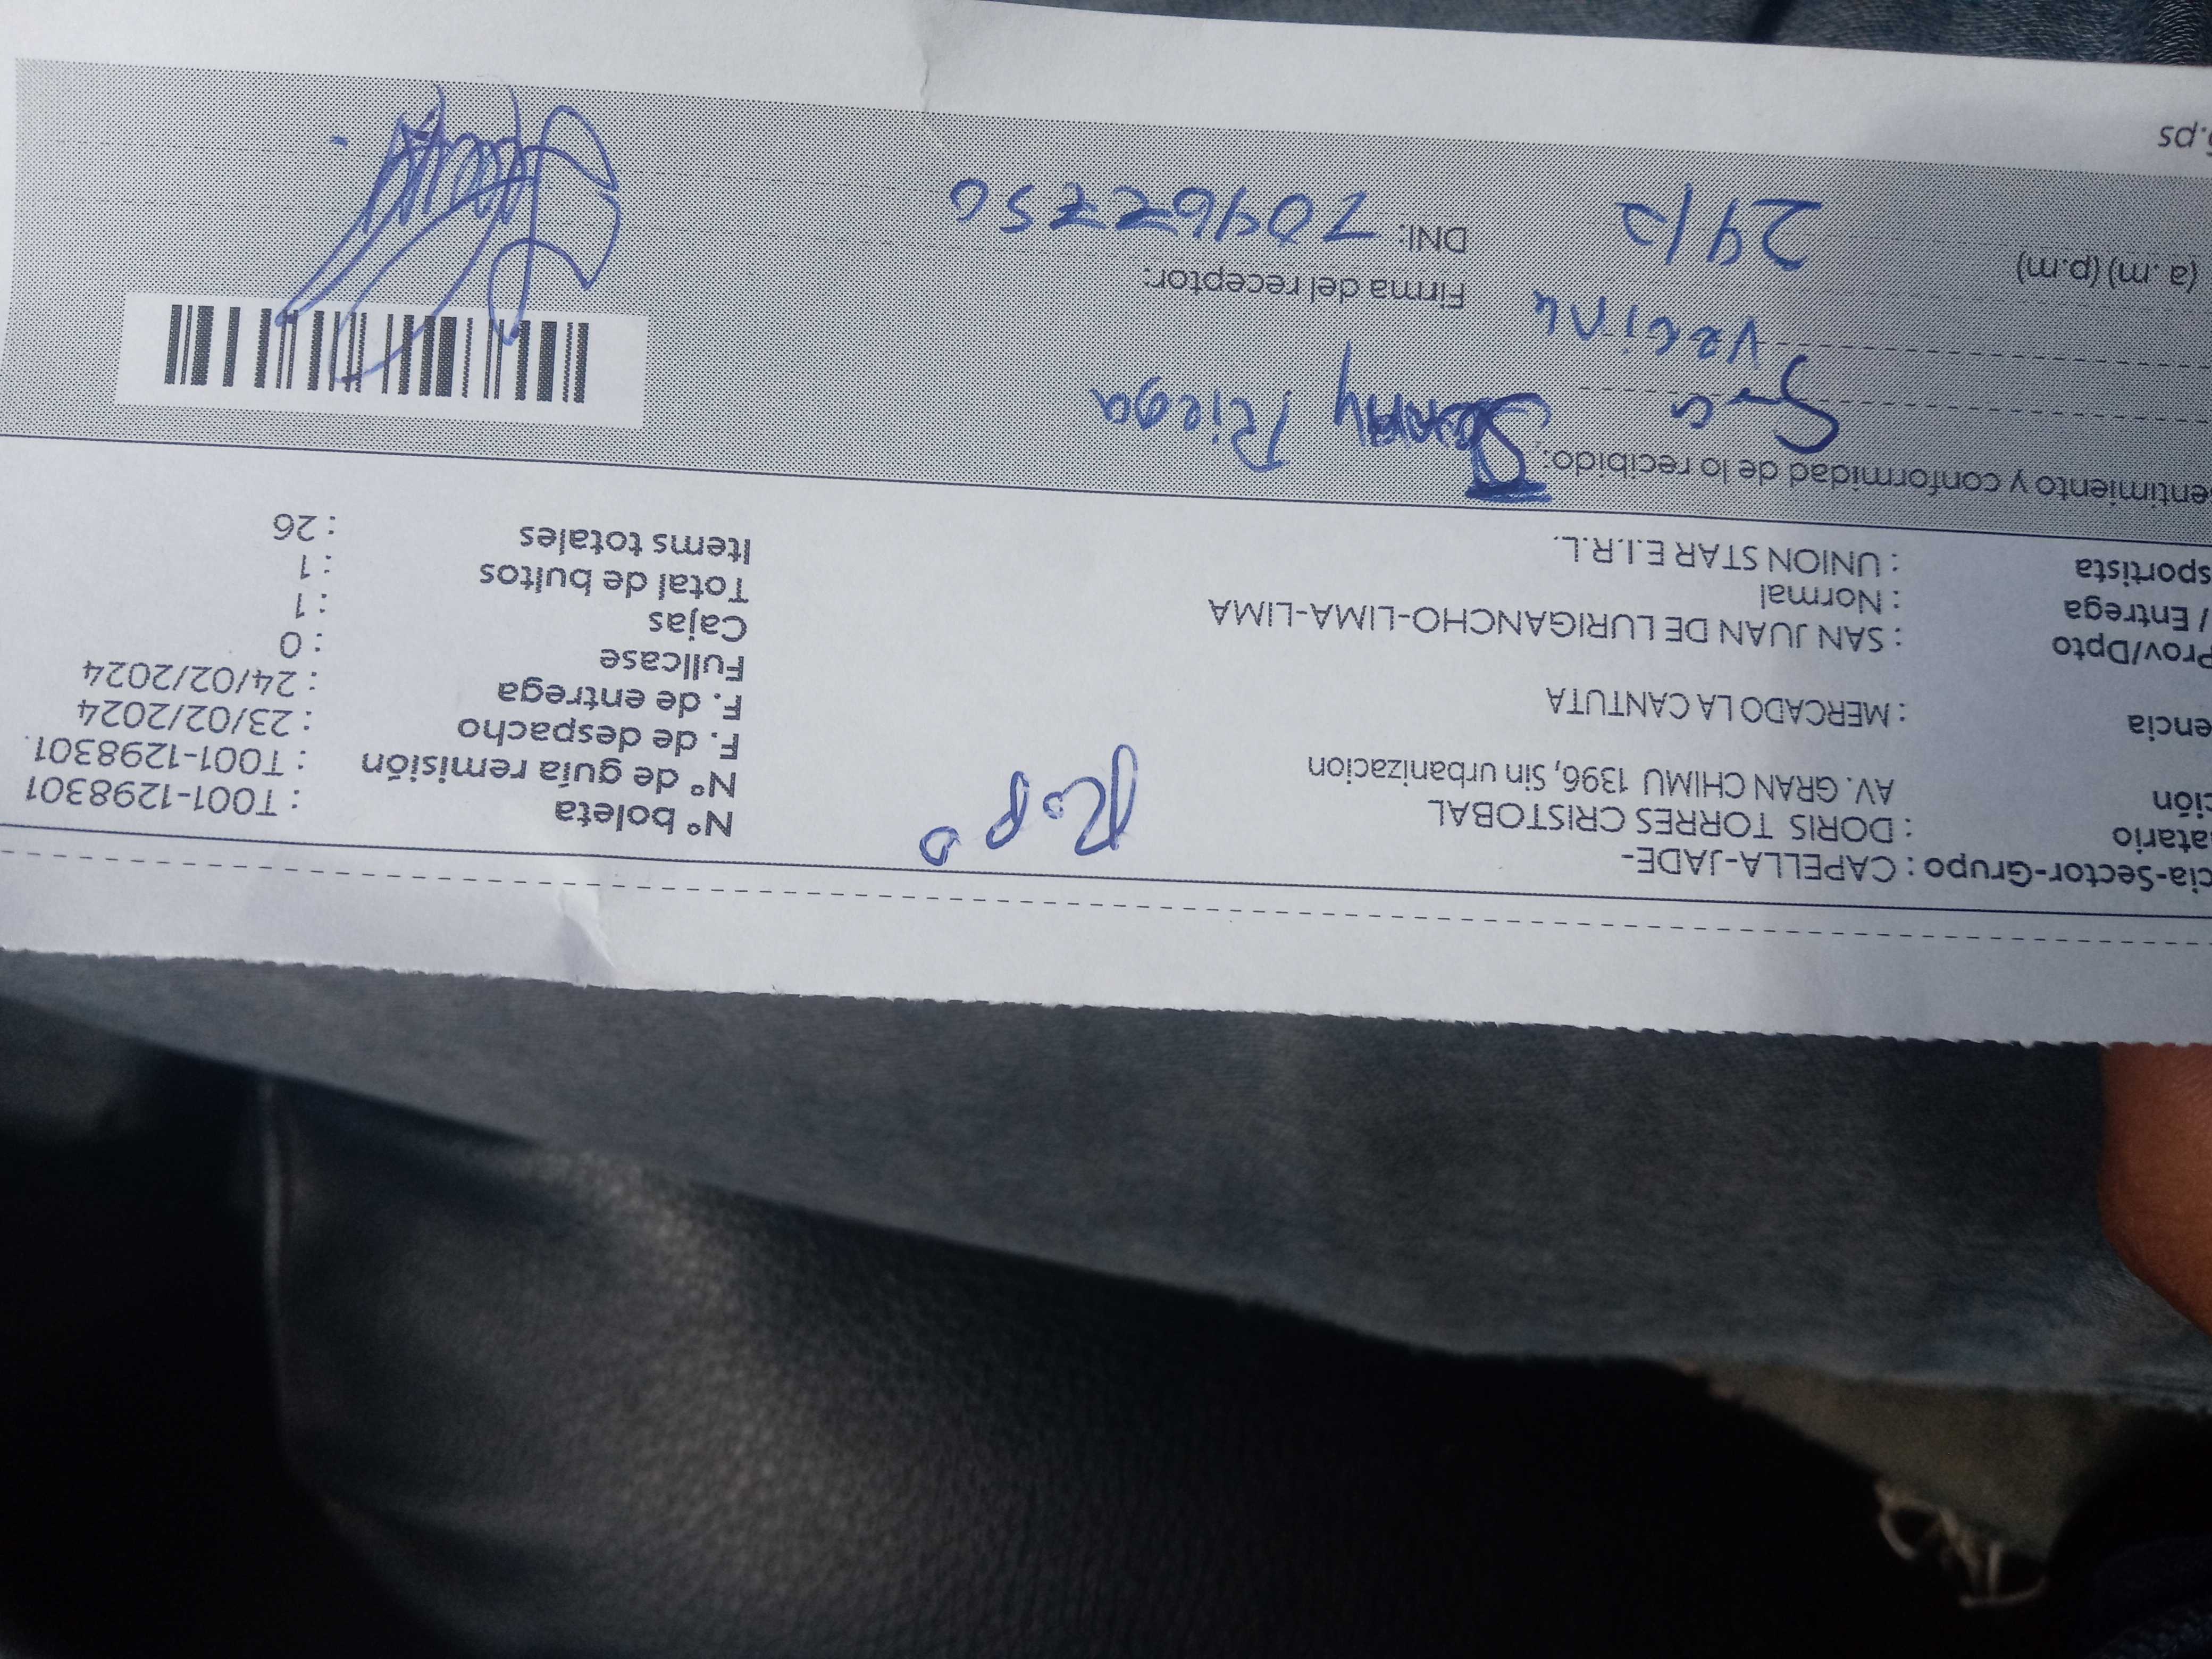 cia-Sector-Grupo : CAPELLA-JADE-
atario : DORIS TORRES CRISTOBAL
ción AV. GRAN CHIMU 1396, Sin urbanizacion
encia : MERCADO LA CANTUTA
Prov/Dpto : SAN JUAN DE LURIGANCHO-LIMA-LIMA
/ Entrega : Normal
sportista : UNION STAR E.I.R.L.
N° boleta : T001-1298301
N° de guía remisión : T001-1298301
F. de despacho : 23/02/2024
F. de entrega : 24/02/2024
Fullcase : 0
Cajas : 1
Total de bultos : 1
Items totales : 26
entimiento y conformidad de lo recibido:
Riega
vecina
Firma del receptor:
(a .m) (p.m)
DNI: 70962750
.ps